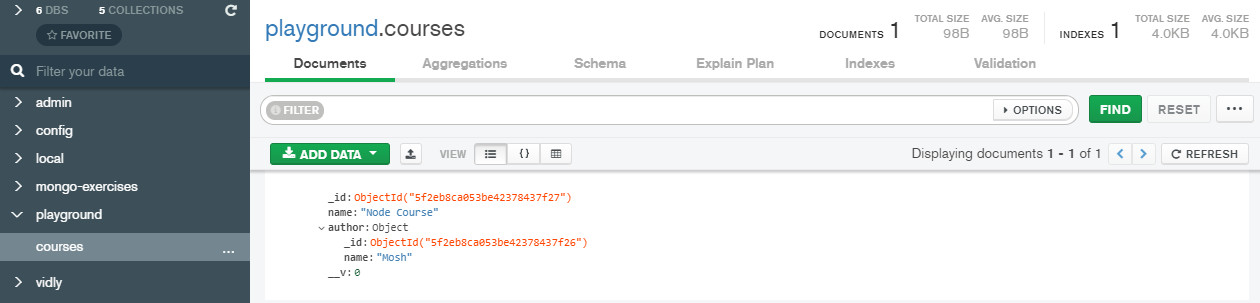 6 DBS 5 COLLECTIONS
☆ FAVORITE
Filter your data
admin
config
local
mongo-exercises
playground
courses ...
vidly
playground.courses
DOCUMENTS 1 TOTAL SIZE 98B AVG. SIZE 98B INDEXES 1 TOTAL SIZE 4.0KB AVG. SIZE 4.0KB
Documents Aggregations Schema Explain Plan Indexes Validation
FILTER OPTIONS FIND RESET ...
ADD DATA VIEW {} Displaying documents 1 - 1 of 1 < > REFRESH
_id:ObjectId("5f2eb8ca053be42378437f27")
name:"Node Course"
author:Object
_id:ObjectId("5f2eb8ca053be42378437f26")
name:"Mosh"
__v:0